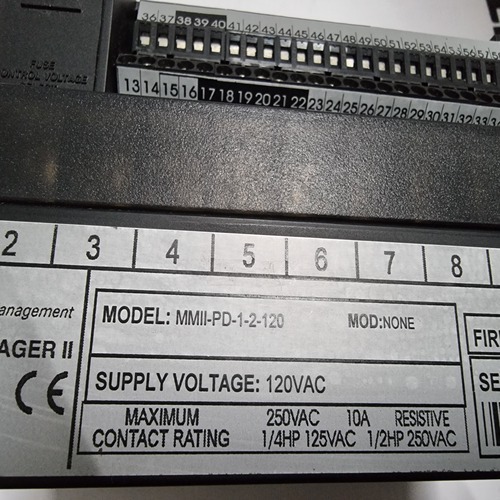 36 37 38 39 40 41 42 43 44 45 46 47 48 49 50 51 52 53 54 55 56 57
FUSE
CONTROL VOLTAGE
13 14 15 16 17 18 19 20 21 22 23 24 25 26 27 28 29 30 31 32 33
2 3 4 5 6 7 8
anagement
AGER II
CE
MODEL: MMII-PD-1-2-120 MOD:NONE
FIR
SUPPLY VOLTAGE: 120VAC
SE
MAXIMUM 250VAC 10A RESISTIVE
CONTACT RATING 1/4HP 125VAC 1/2HP 250VAC